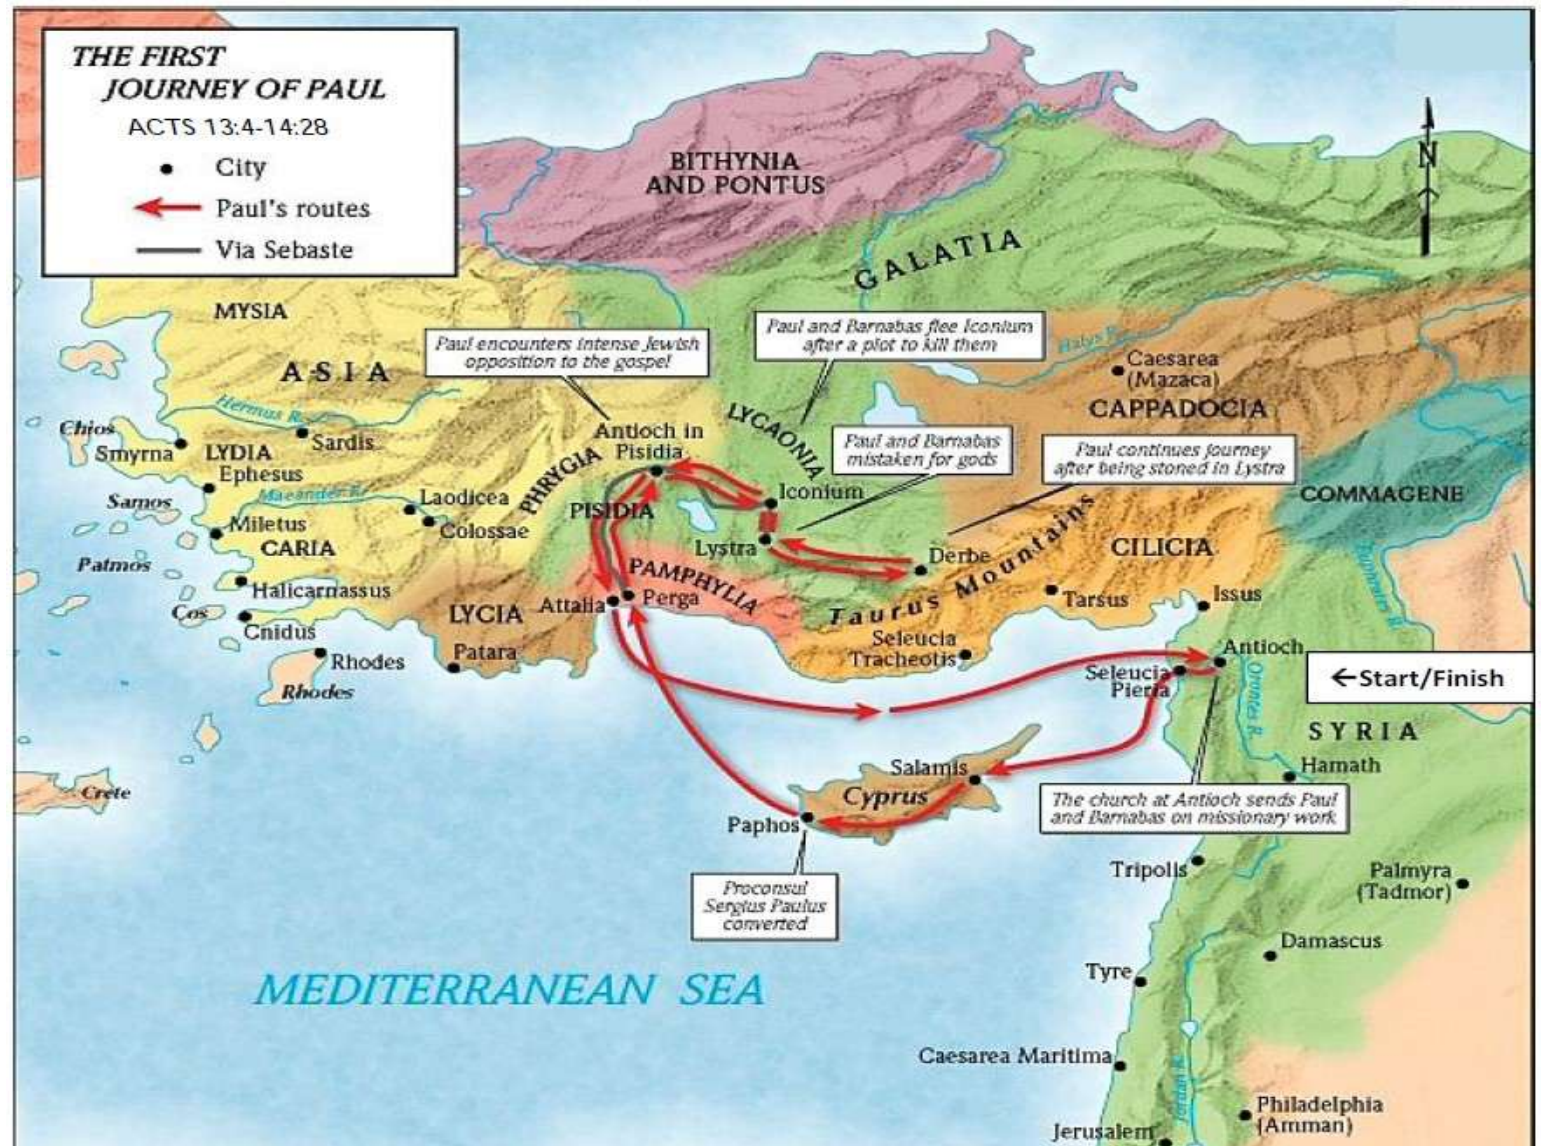 THE FIRST
JOURNEY OF PAUL
ACTS 13:4-14:28
City
Paul's routes
Via Sebaste
N
BITHYNIA
AND PONTUS
GALATIA
MYSIA
ASIA
Paul encounters intense Jewish
opposition to the gospel
Paul and Barnabas flee Iconium
after a plot to kill them
Halys R.
Caesarea
(Mazaca)
CAPPADOCIA
Hermus R.
Chios
Smyrna
LYDIA
Sardis
Ephesus
Antioch in
Pisidia
LYCAONIA
Paul and Barnabas
mistaken for gods
Paul continues journey
after being stoned in Lystra
PHRYGIA
Samos
Maeander R.
Laodicea
Colossae
Miletus
CARIA
PISIDIA
Iconium
COMMAGENE
Patmos
Lystra
Derbe
Taurus Mountains
CILICIA
Euphrates R.
Halicarnassus
Cos
Cnidus
LYCIA
Attalia
Perga
PAMPHYLIA
Tarsus
Issus
Rhodes
Rhodes
Patara
Seleucia
Tracheotis
Antioch
Seleucia
Pieria
Orontes R.
←Start/Finish
SYRIA
Hamath
Crete
Salamis
Cyprus
Paphos
The church at Antioch sends Paul
and Barnabas on missionary work
Proconsul
Sergius Paulus
converted
Tripolis
Palmyra
(Tadmor)
Damascus
MEDITERRANEAN SEA
Tyre
Caesarea Maritima
Jordan R.
Philadelphia
(Amman)
Jerusalem